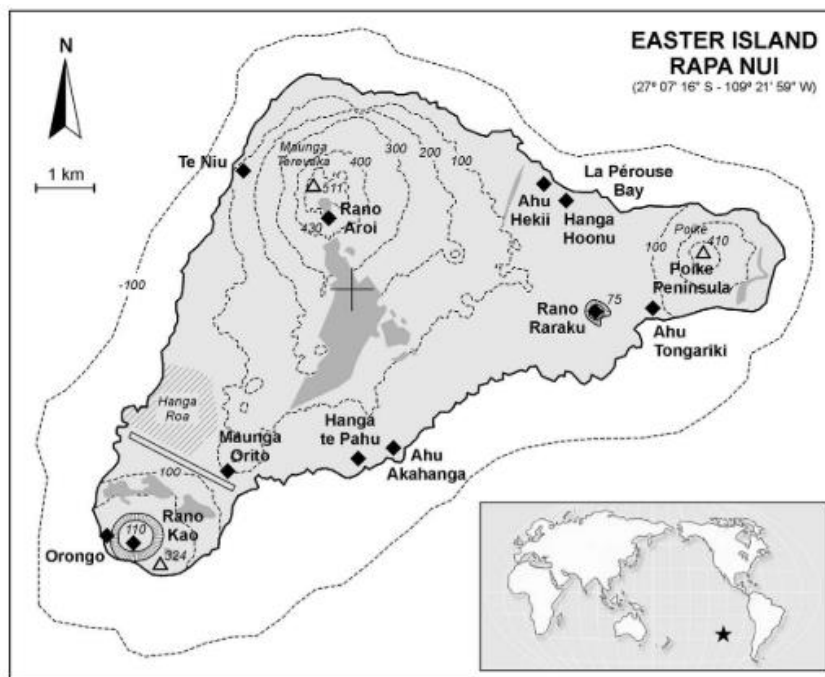 EASTER ISLAND
RAPA NUI
(27º 07' 16" S - 109º 21' 59" W)
N
1 km
Te Niu
Maunga
Terevaka
511
400
300
200
100
Rano
Aroi
430
La Pérouse
Bay
Ahu
Hekii
Hanga
Hoonu
100
Poike
410
Poike
Peninsula
-100
75
Rano
Raraku
Ahu
Tongariki
Hanga
Roa
Maunga
Orito
Hanga
te Pahu
Ahu
Akahanga
100
Rano
Kao
110
324
Orongo